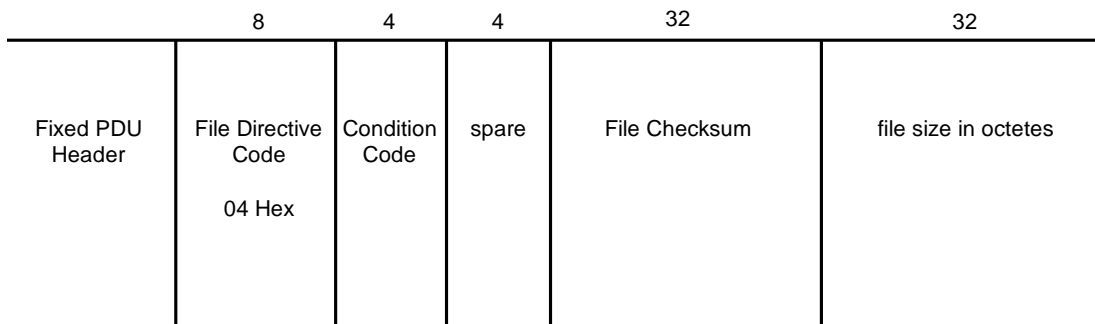 8 4 4 32 32
Fixed PDU
Header
File Directive
Code
04 Hex
Condition
Code
spare
File Checksum
file size in octetes